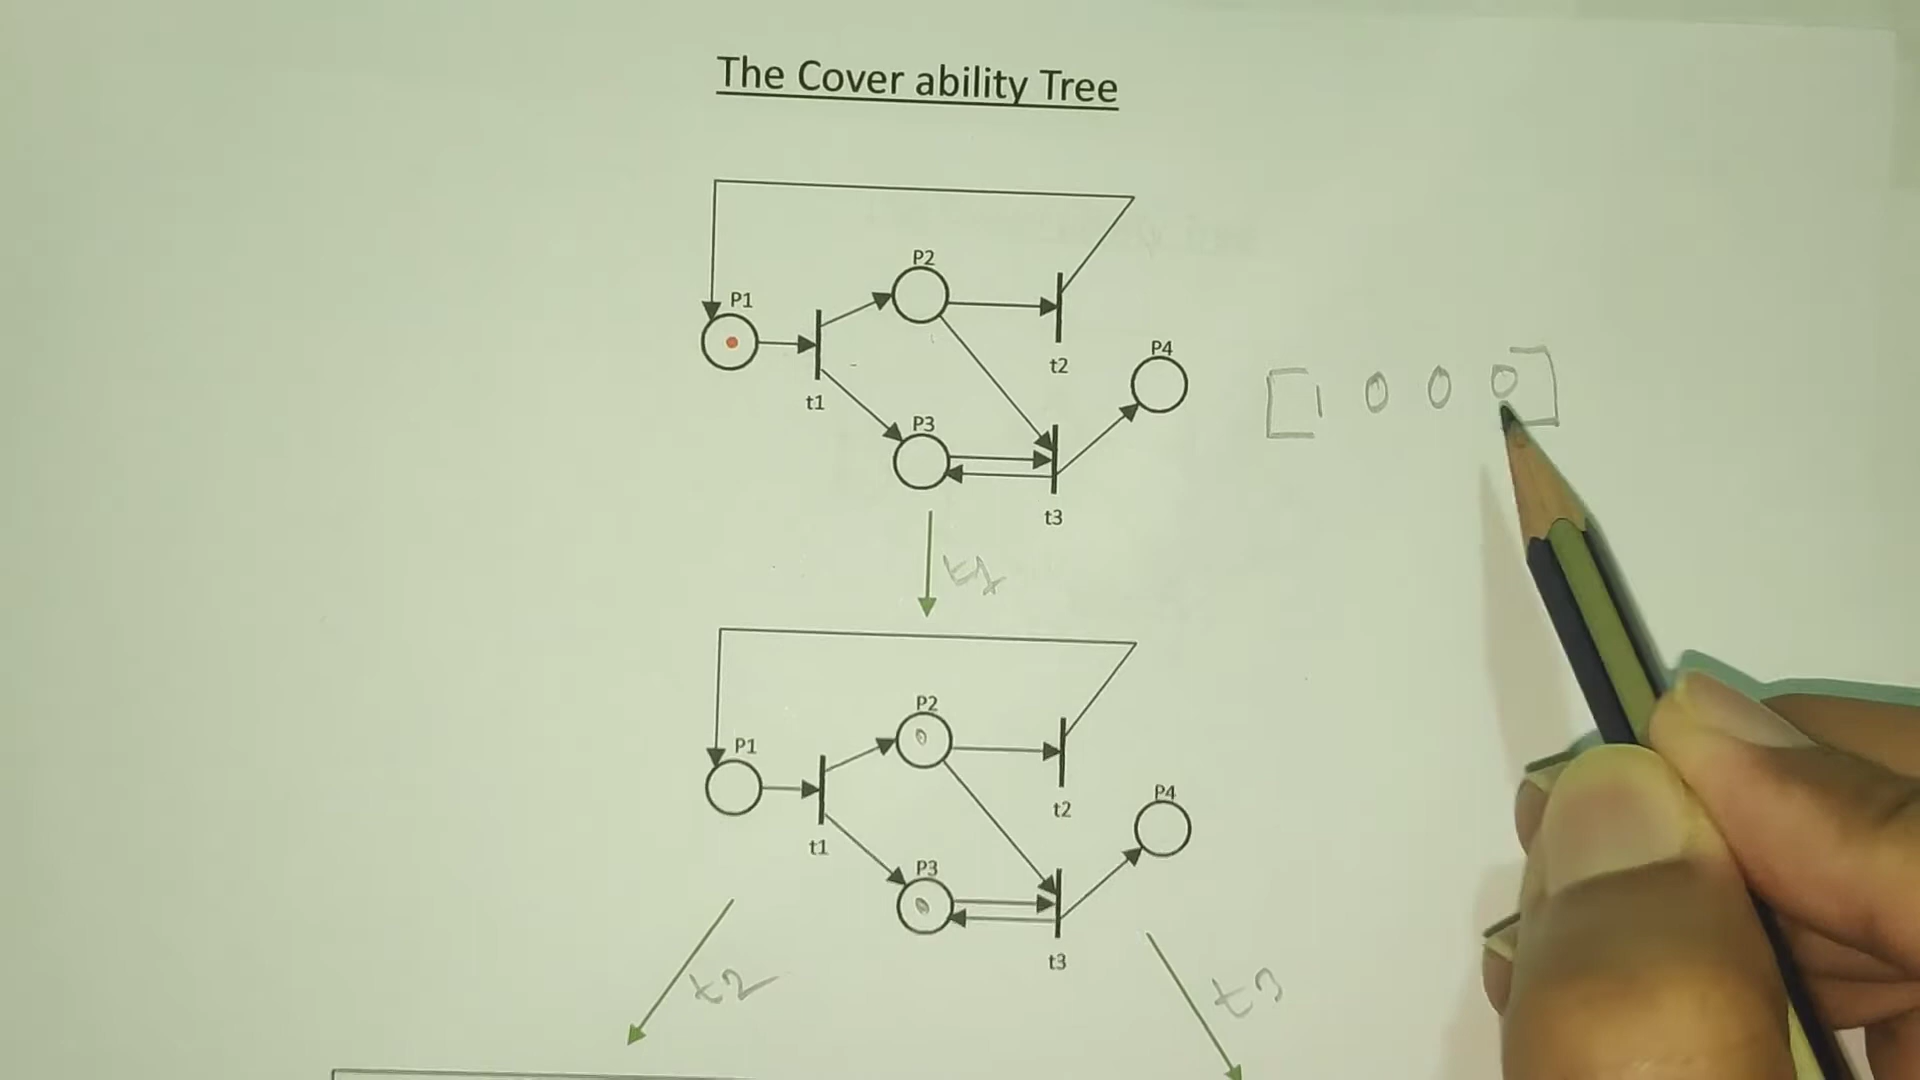 The Cover ability Tree
P2
P1
P4
t2
t1
P3
[1 0 0 0]
t3
t1
P2
P1
P4
t2
t1
P3
t3
t2
t3